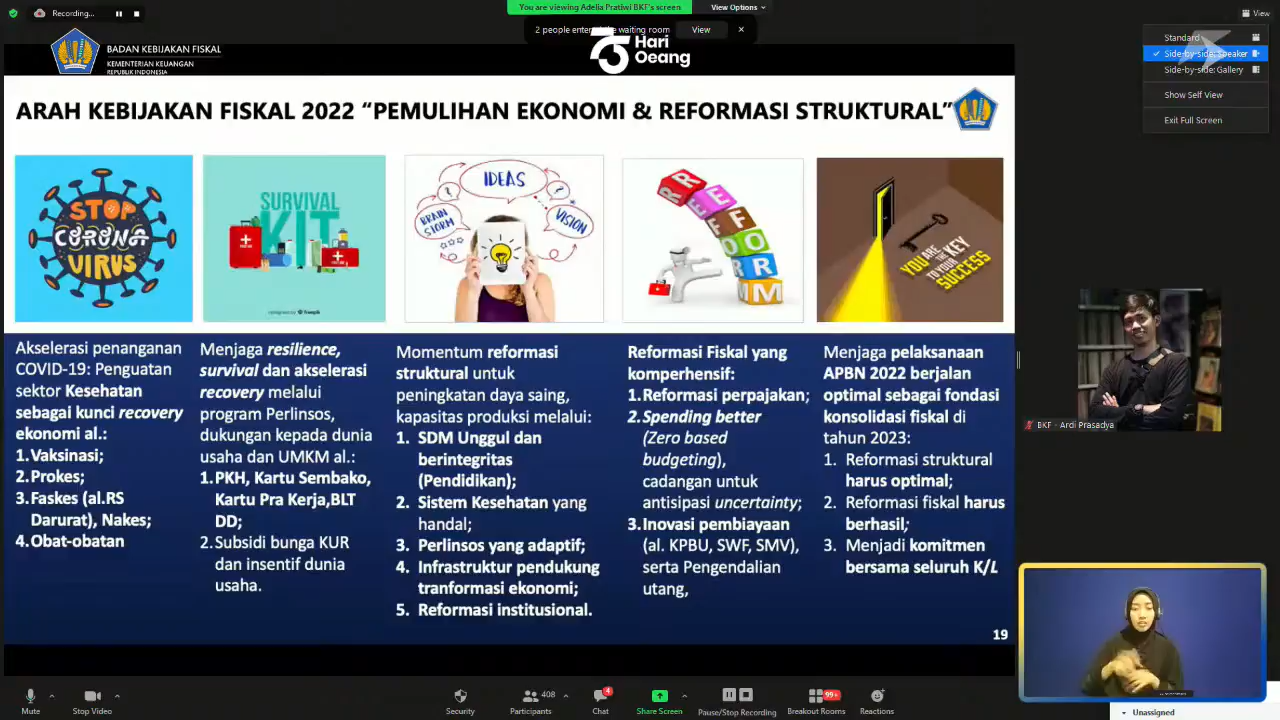 Recording...
You are viewing Adelia Pratiwi BKF's screen
View Options
View
2 people enter the waiting room
View
Standard
Side-by-side: Speaker
Side-by-side: Gallery
Show Self View
Exit Full Screen
BADAN KEBIJAKAN FISKAL
KEMENTERIAN KEUANGAN
REPUBLIK INDONESIA
75 Hari
Oeang
ARAH KEBIJAKAN FISKAL 2022 “PEMULIHAN EKONOMI & REFORMASI STRUKTURAL”
STOP
CORONA
VIRUS
SURVIVAL
KIT
designed by freepik
IDEAS
BRAIN
STORM
VISION
REFORM
YOU ARE
THE KEY
TO YOUR
SUCCESS
Akselerasi penanganan
COVID-19: Penguatan
sektor Kesehatan
sebagai kunci recovery
ekonomi al.:
1.Vaksinasi;
2.Prokes;
3.Faskes (al.RS
Darurat), Nakes;
4.Obat-obatan
Menjaga resilience,
survival dan akselerasi
recovery melalui
program Perlinsos,
dukungan kepada dunia
usaha dan UMKM al.:
1.PKH, Kartu Sembako,
Kartu Pra Kerja,BLT
DD;
2.Subsidi bunga KUR
dan insentif dunia
usaha.
Momentum reformasi
struktural untuk
peningkatan daya saing,
kapasitas produksi melalui:
1. SDM Unggul dan
berintegritas
(Pendidikan);
2. Sistem Kesehatan yang
handal;
3. Perlinsos yang adaptif;
4. Infrastruktur pendukung
tranformasi ekonomi;
5. Reformasi institusional.
Reformasi Fiskal yang
komperhensif:
1.Reformasi perpajakan;
2.Spending better
(Zero based
budgeting),
cadangan untuk
antisipasi uncertainty;
3.Inovasi pembiayaan
(al. KPBU, SWF, SMV),
serta Pengendalian
utang,
Menjaga pelaksanaan
APBN 2022 berjalan
optimal sebagai fondasi
konsolidasi fiskal di
tahun 2023:
1. Reformasi struktural
harus optimal;
2. Reformasi fiskal harus
berhasil;
3. Menjadi komitmen
bersama seluruh K/L
19
BKF - Ardi Prasadya
Mute
Stop Video
Security
408
Participants
4
Chat
Share Screen
Pause/Stop Recording
99+
Breakout Rooms
Reactions
Unassigned